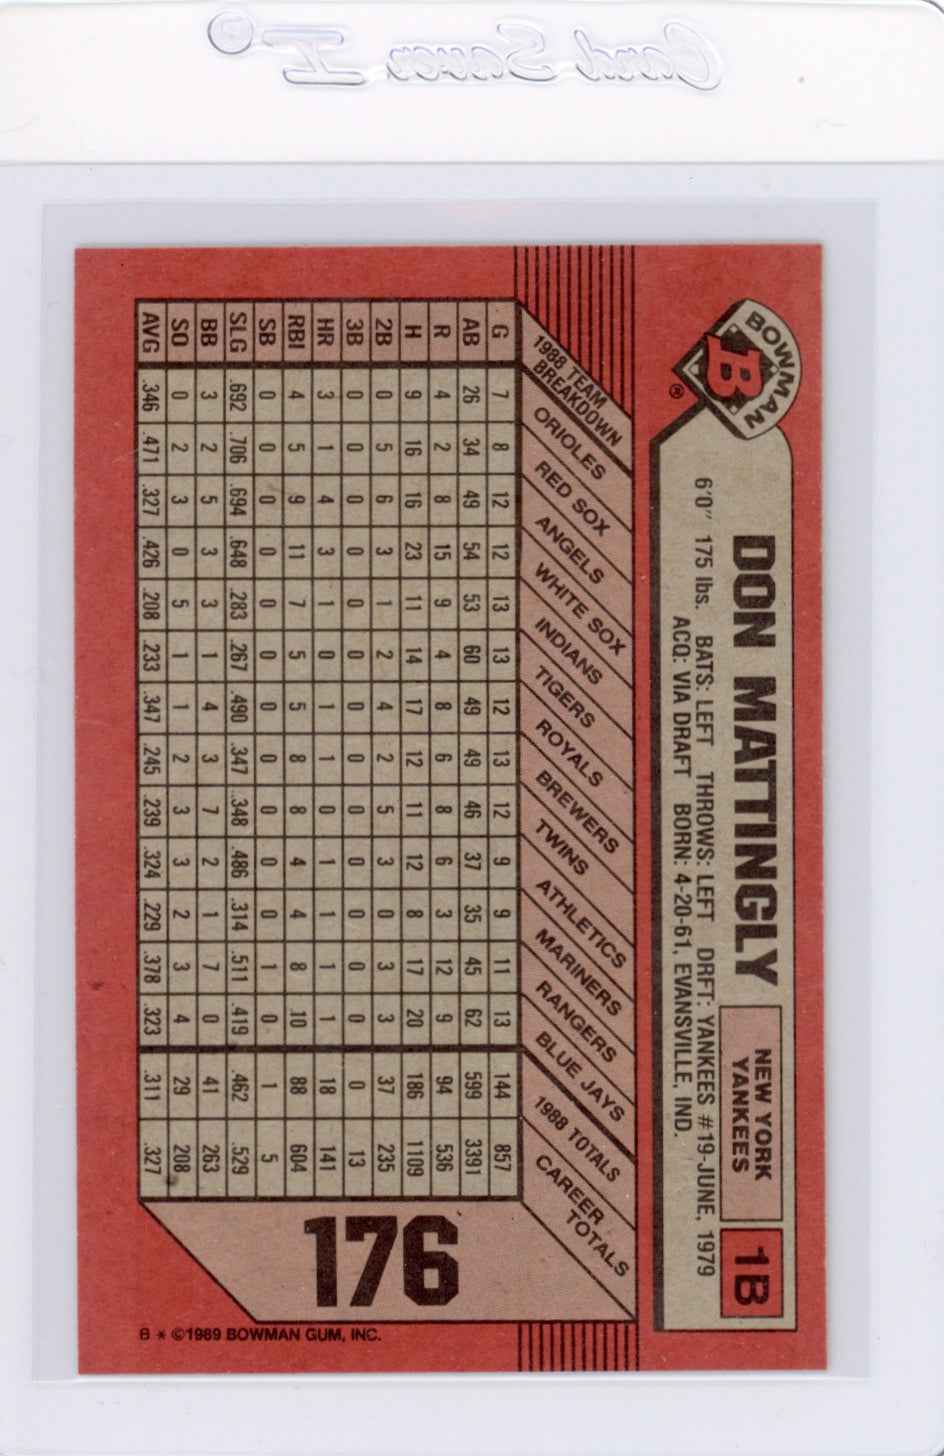 Card Saver I®
BOWMAN
B
®
DON MATTINGLY
NEW YORK
YANKEES
1B
6'0" 175 lbs. BATS: LEFT THROWS: LEFT DRFT: YANKEES #19-JUNE, 1979
ACQ: VIA DRAFT BORN: 4-20-61, EVANSVILLE, IND.
1988 TEAM
BREAKDOWN
ORIOLES
RED SOX
ANGELS
WHITE SOX
INDIANS
TIGERS
ROYALS
BREWERS
TWINS
ATHLETICS
MARINERS
RANGERS
BLUE JAYS
1988 TOTALS
CAREER
TOTALS
G 7 8 12 12 13 13 12 13 12 9 9 11 13 144 857
AB 26 34 49 54 53 60 49 49 46 37 35 45 62 599 3391
R 4 2 8 15 9 4 8 6 8 6 3 12 9 94 536
H 9 16 16 23 11 14 17 12 11 12 8 17 20 186 1109
2B 0 5 6 3 1 2 4 2 5 3 0 3 3 37 235
3B 0 0 0 0 0 0 0 0 0 0 0 0 0 0 13
HR 3 1 4 3 1 0 1 1 0 1 1 1 1 18 141
RBI 4 5 9 11 7 5 5 8 8 4 4 8 10 88 604
SB 0 0 0 0 0 0 0 0 0 0 0 1 0 1 5
SLG .692 .706 .694 .648 .283 .267 .490 .347 .348 .486 .314 .511 .419 .462 .529
BB 3 2 5 3 3 1 4 3 7 2 1 7 0 41 263
SO 0 2 3 0 5 1 1 2 3 3 2 3 4 29 208
AVG .346 .471 .327 .426 .208 .233 .347 .245 .239 .324 .229 .378 .323 .311 .327
176
B * ©1989 BOWMAN GUM, INC.